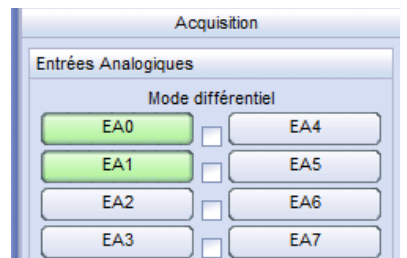 Acquisition
Entrées Analogiques
Mode différentiel
EA0 EA4
EA1 EA5
EA2 EA6
EA3 EA7